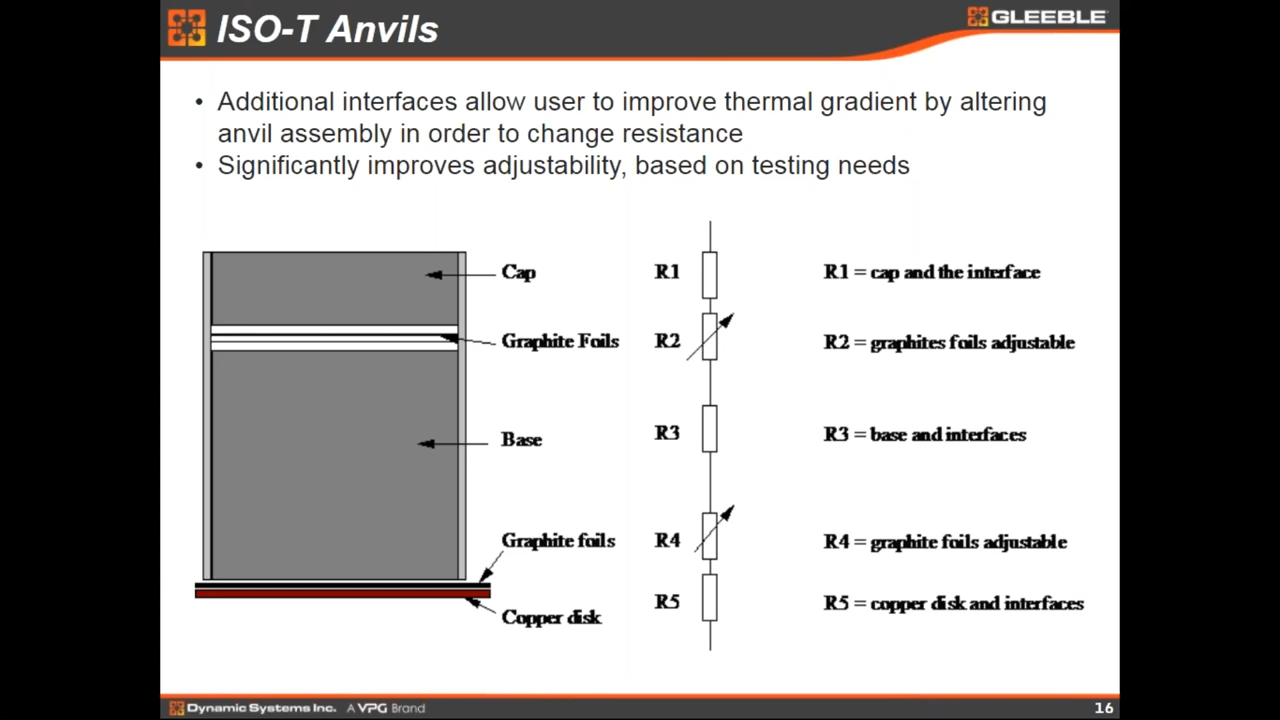 ISO-T Anvils
GLEEBLE
• Additional interfaces allow user to improve thermal gradient by altering
anvil assembly in order to change resistance
• Significantly improves adjustability, based on testing needs
Cap
R1
R1 = cap and the interface
Graphite Foils
R2
R2 = graphites foils adjustable
Base
R3
R3 = base and interfaces
Graphite foils
R4
R4 = graphite foils adjustable
Copper disk
R5
R5 = copper disk and interfaces
Dynamic Systems Inc. A VPG Brand
16